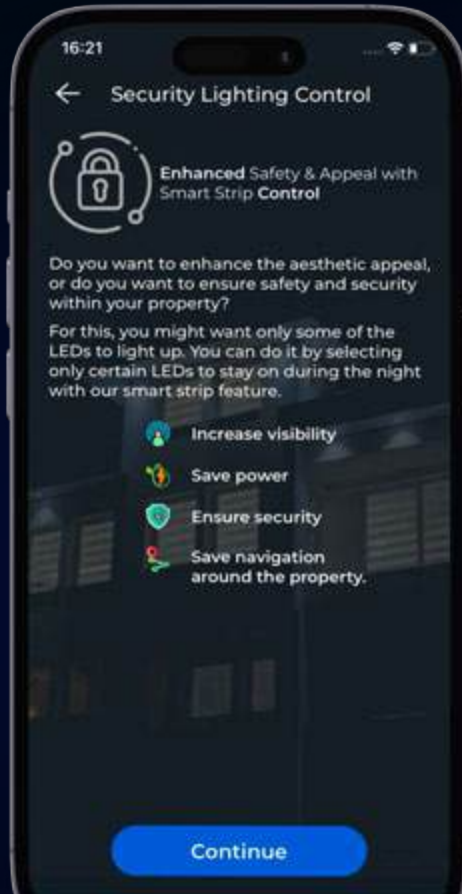 16:21
Security Lighting Control
Enhanced Safety & Appeal with
Smart Strip Control
Do you want to enhance the aesthetic appeal,
or do you want to ensure safety and security
within your property?
For this, you might want only some of the
LEDs to light up. You can do it by selecting
only certain LEDs to stay on during the night
with our smart strip feature.
Increase visibility
Save power
Ensure security
Save navigation
around the property.
Continue